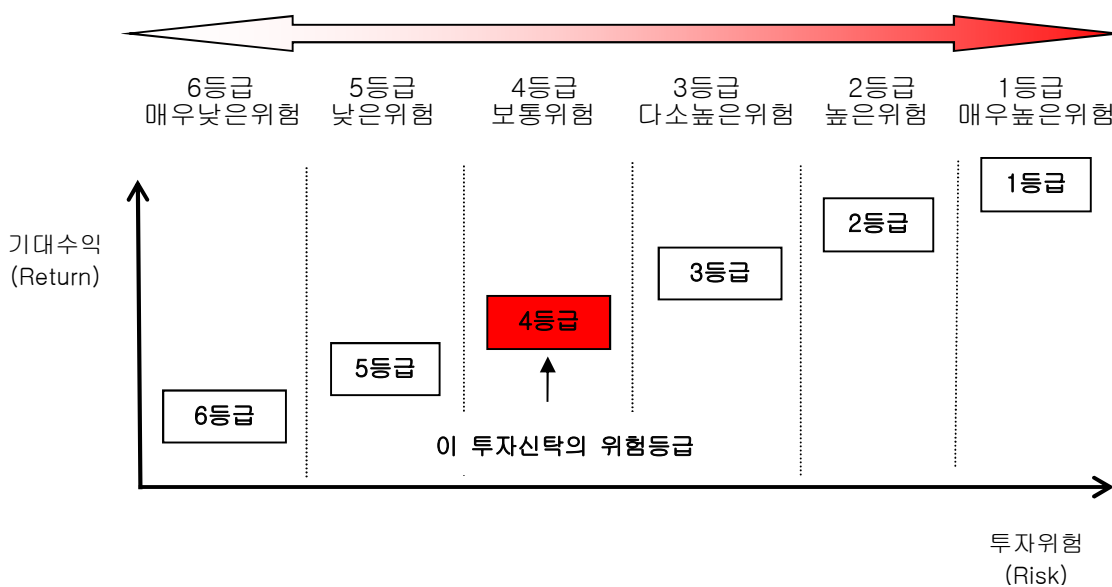 6등급 5등급 4등급 3등급 2등급 1등급
매우낮은위험 낮은위험 보통위험 다소높은위험 높은위험 매우높은위험
1등급
2등급
기대수익
(Return)
3등급
4등급
5등급
6등급
이 투자신탁의 위험등급
투자위험
(Risk)